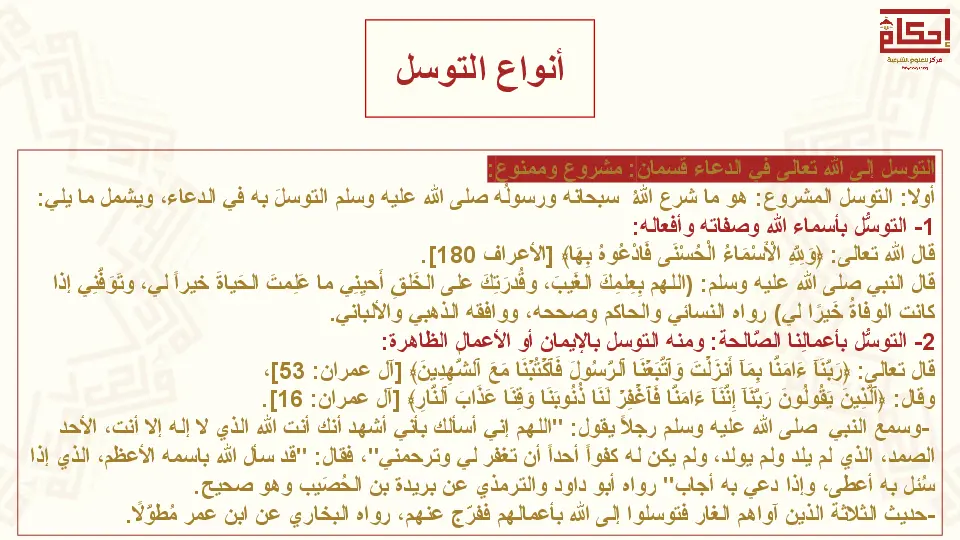 إحكام
مركز للعلوم الشرعية
أنواع التوسل
التوسل إلى الله تعالى في الدعاء قسمان: مشروع وممنوع:
أولا: التوسل المشروع: هو ما شرع اللهُ سبحانه ورسولُه صلى الله عليه وسلم التوسلَ به في الدعاء، ويشمل ما يلي:
1- التوسُّل بأسماء الله وصفاته وأفعاله:
قال الله تعالى: ﴿وَلِلَّهِ الْأَسْمَاءُ الْحُسْنَى فَادْعُوهُ بِهَا﴾ [الأعراف 180].
قال النبي صلى الله عليه وسلم: (اللهم بِعِلمِكَ الغَيبَ، وقُدرَتِكَ على الخَلقِ أَحيِنِي ما عَلِمتَ الحَياةَ خيراً لي، وتَوَفَّنِي إذا
كانت الوفاةُ خَيرًا لي) رواه النسائي والحاكم وصححه، ووافقه الذهبي والألباني.
2- التوسُّل بأعمالِنا الصَّالحة: ومنه التوسل بالإيمان أو الأعمالِ الظاهرة:
قال تعالى: ﴿رَبَّنَآ ءَامَنَّا بِمَآ أَنزَلۡتَ وَٱتَّبَعۡنَا ٱلرَّسُولَ فَٱكۡتُبۡنَا مَعَ ٱلشَّٰهِدِينَ﴾ [آل عمران: 53]،
وقال: ﴿ٱلَّذِينَ يَقُولُونَ رَبَّنَآ إِنَّنَآ ءَامَنَّا فَٱغۡفِرۡ لَنَا ذُنُوبَنَا وَقِنَا عَذَابَ ٱلنَّارِ﴾ [آل عمران: 16].
-وسمع النبي صلى الله عليه وسلم رجلاً يقول: "اللهم إني أسألك بأني أشهد أنك أنت الله الذي لا إله إلا أنت، الأحد
الصمد، الذي لم يلد ولم يولد، ولم يكن له كفواً أحداً أن تغفر لي وترحمني"، فقال: "قد سأل الله باسمه الأعظم، الذي إذا
سُئل به أعطى، وإذا دعي به أجاب" رواه أبو داود والترمذي عن بريدة بن الحُصَيب وهو صحيح.
-حديث الثلاثة الذين آواهم الغار فتوسلوا إلى الله بأعمالهم ففرّج عنهم، رواه البخاري عن ابن عمر مُطوّلًا.